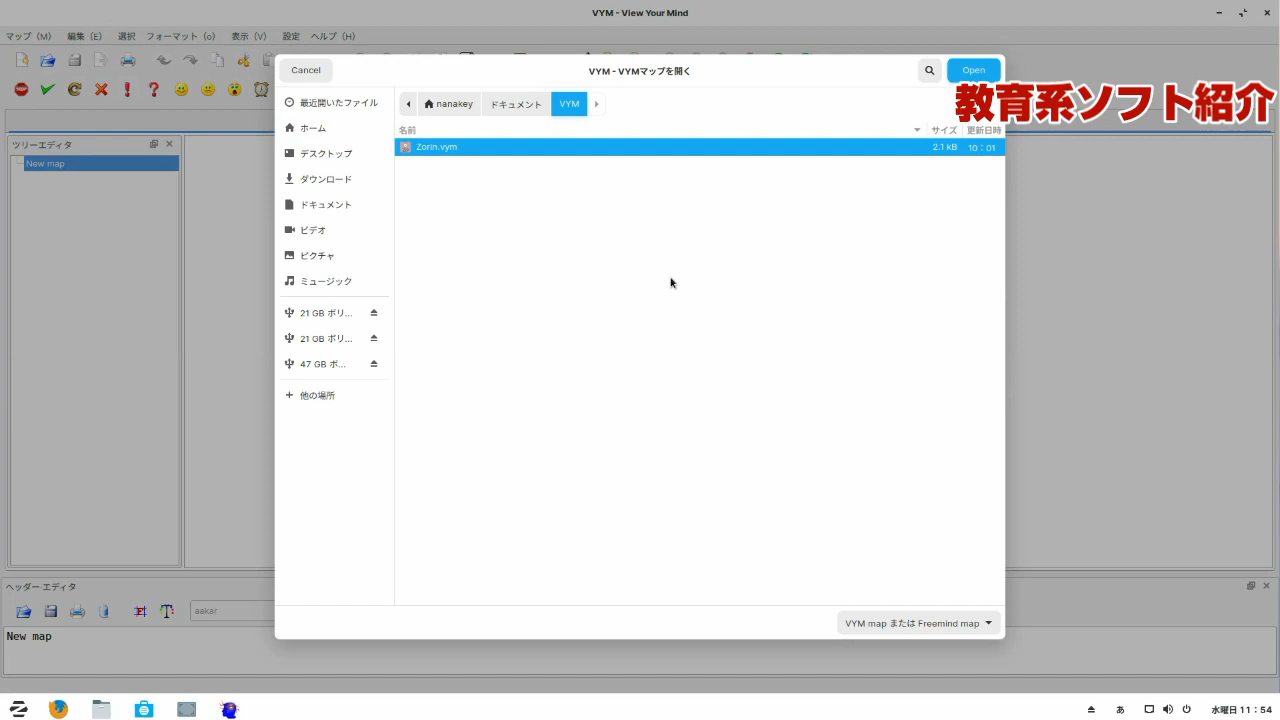 VYM - View Your Mind
マップ（M） 編集（E） 選択 フォーマット（o） 表示（V） 設定 ヘルプ（H）
Cancel
VYM - VYMマップを開く
Open
教育系ソフト紹介
最近開いたファイル
ホーム
デスクトップ
ダウンロード
ドキュメント
ビデオ
ピクチャ
ミュージック
21 GB ボリ...
21 GB ボリ...
47 GB ボ...
他の場所
nanakey ドキュメント VYM
名前 サイズ 更新日時
Zorin.vym 2.1 kB 10：01
VYM map または Freemind map
ツリーエディタ
New map
ヘッダーエディタ
aakar
New map
あ
水曜日 11：54